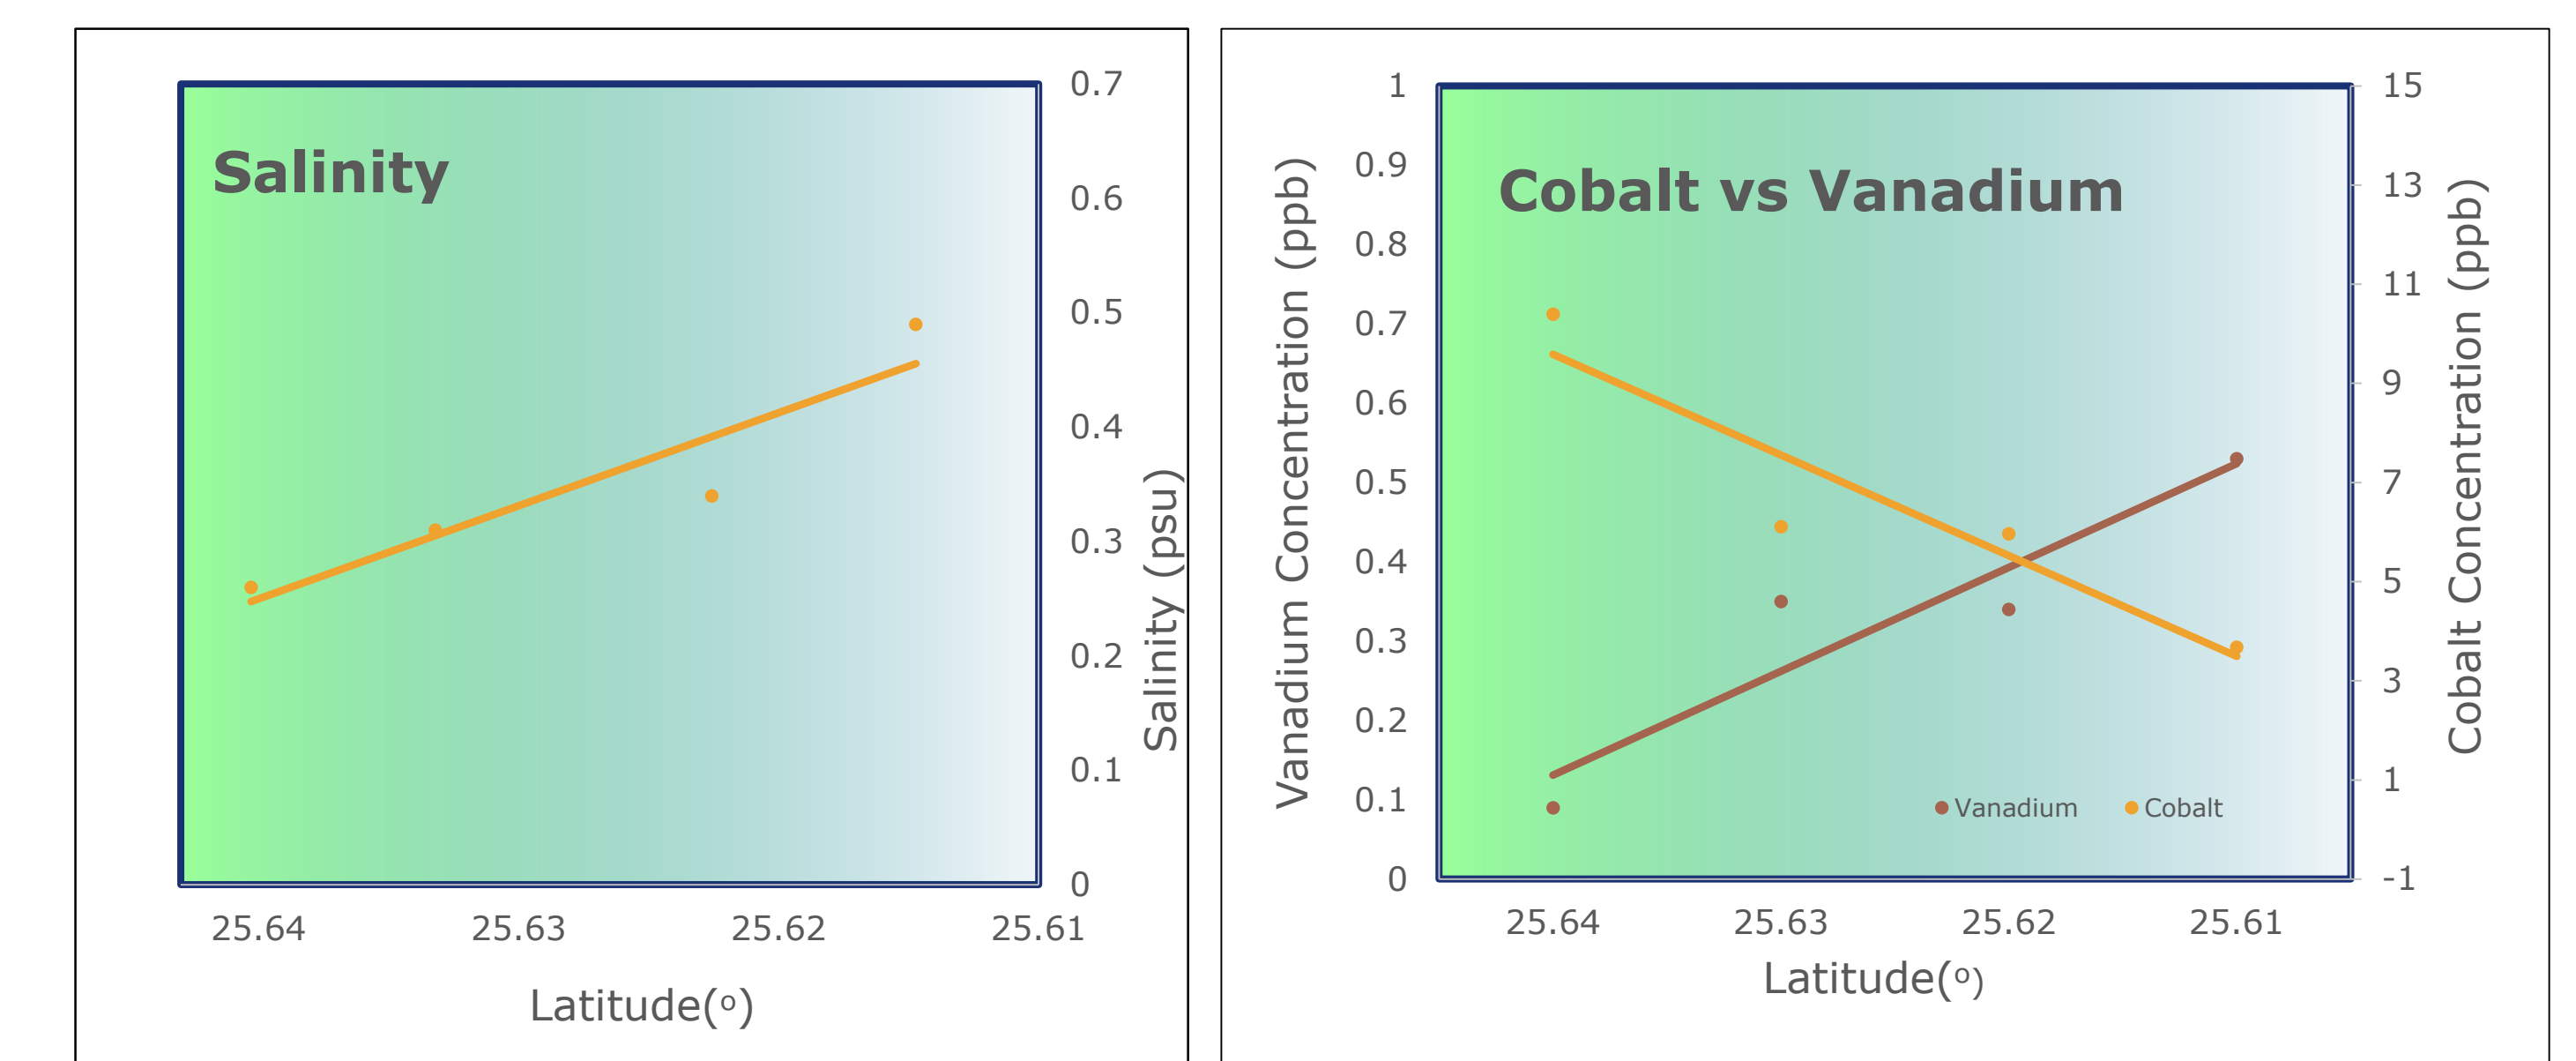 Salinity
0.7
0.6
0.5
0.4
0.3
0.2
0.1
0
Salinity (psu)
25.64 25.63 25.62 25.61
Latitude(o)
Cobalt vs Vanadium
Vanadium Concentration (ppb)
1
0.9
0.8
0.7
0.6
0.5
0.4
0.3
0.2
0.1
0
15
13
11
9
7
5
3
1
-1
Cobalt Concentration (ppb)
Vanadium Cobalt
25.64 25.63 25.62 25.61
Latitude(o)